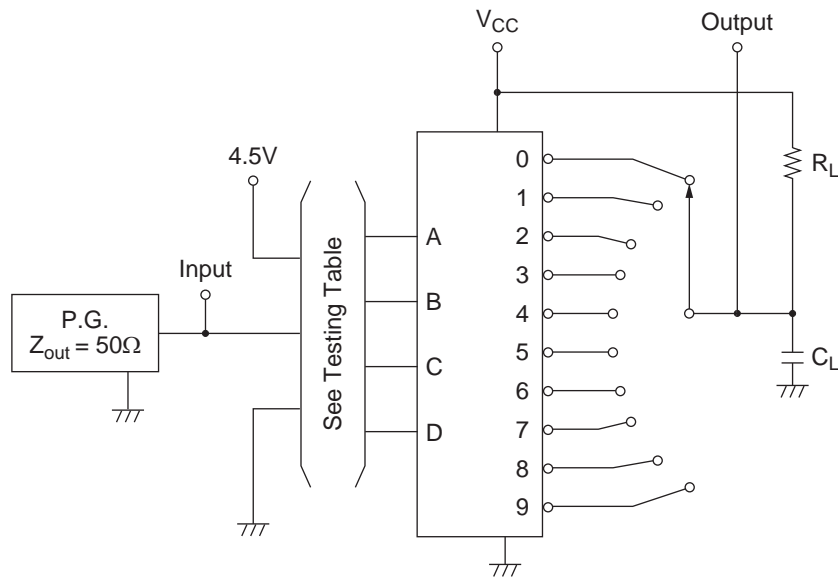 V_CC
Output
4.5V
Input
P.G.
Z_out = 50Ω
See Testing Table
A
B
C
D
0
1
2
3
4
5
6
7
8
9
R_L
C_L